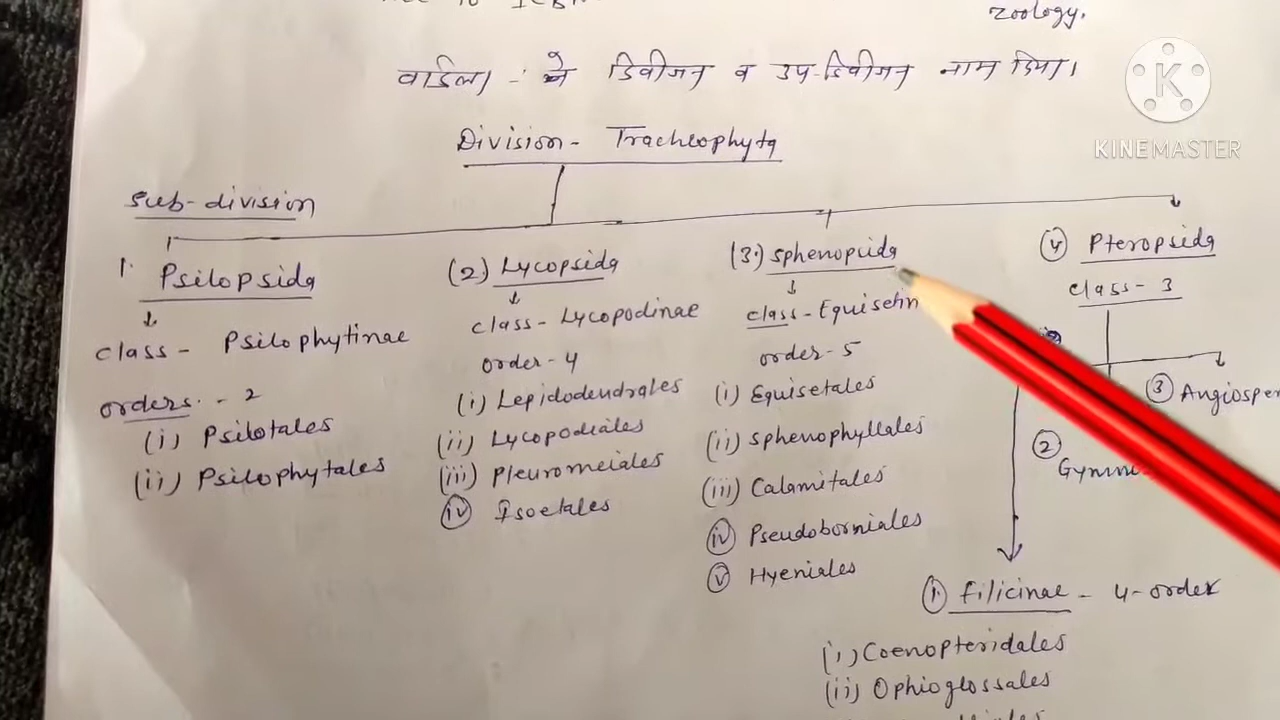 zoology.
वार्डला - ने डिवीजन व उप-डिवीजन नाम दिया।
Division - Tracheophyta
Sub-division
1. Psilopsida
class - Psilophytinae
orders - 2
(i) Psilotales
(ii) Psilophytales
(2) Lycopsida
class - Lycopodinae
order - 4
(i) Lepidodendrales
(ii) Lycopodiales
(iii) Pleuromeiales
(iv) Isoetales
(3.) Sphenopsida
class - Equisetin
order - 5
(i) Equisetales
(ii) Sphenophyllales
(iii) Calamitales
(iv) Pseudoborniales
(v) Hyeniales
(4) Pteropsida
class - 3
(3) Angiosper
(2)
Gymn
(1.) Filicinae - 4-order
(i) Coenopteridales
(ii) Ophioglossales
K
KINEMASTER